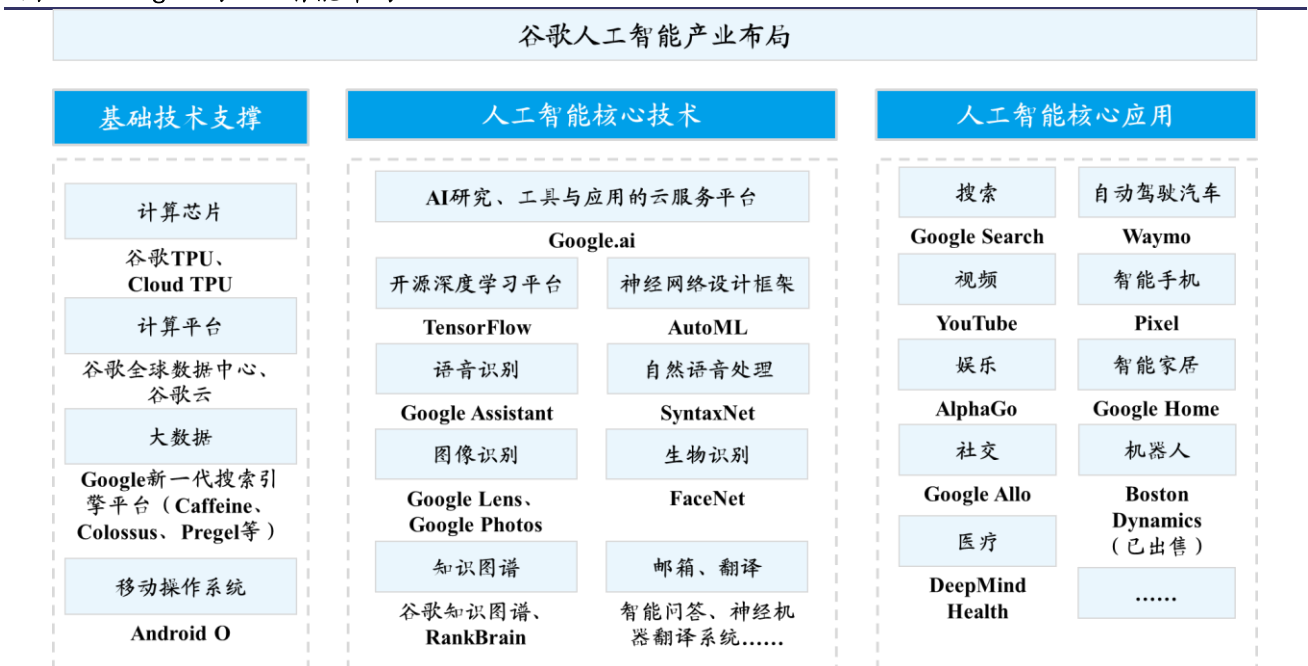 谷歌人工智能产业布局
基础技术支撑
计算芯片
谷歌TPU、
Cloud TPU
计算平台
谷歌全球数据中心、
谷歌云
大数据
Google新一代搜索引
擎平台（Caffeine、
Colossus、Pregel等）
移动操作系统
Android O
人工智能核心技术
AI研究、工具与应用的云服务平台
Google.ai
开源深度学习平台
神经网络设计框架
TensorFlow
AutoML
语音识别
自然语音处理
Google Assistant
SyntaxNet
图像识别
生物识别
Google Lens、
Google Photos
FaceNet
知识图谱
邮箱、翻译
谷歌知识图谱、
RankBrain
智能问答、神经机
器翻译系统……
人工智能核心应用
搜索
自动驾驶汽车
Google Search
Waymo
视频
智能手机
YouTube
Pixel
娱乐
智能家居
AlphaGo
Google Home
社交
机器人
Google Allo
Boston
Dynamics
（已出售）
医疗
DeepMind
Health
……